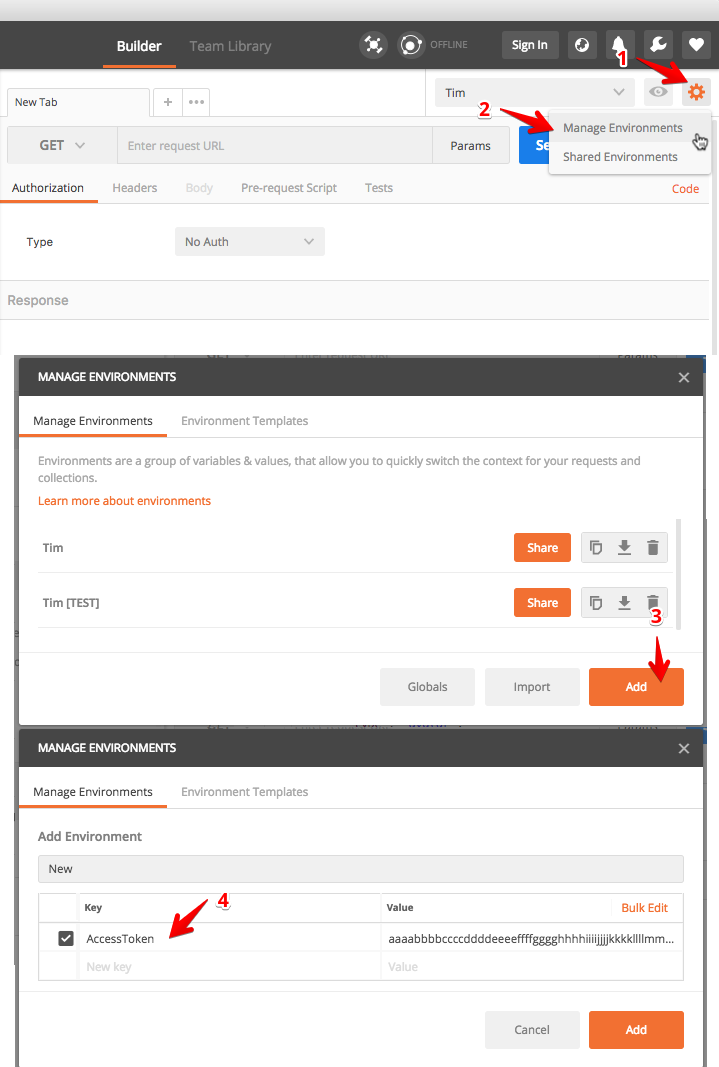 Builder
Team Library
OFFLINE
Sign In
1
New Tab
+
•••
Tim
2
Manage Environments
Shared Environments
GET
Enter request URL
Params
Se
Authorization
Headers
Body
Pre-request Script
Tests
Code
Type
No Auth
Response
MANAGE ENVIRONMENTS
Manage Environments
Environment Templates
Environments are a group of variables & values, that allow you to quickly switch the context for your requests and
collections.
Learn more about environments
Tim
Share
Tim [TEST]
Share
3
Globals
Import
Add
MANAGE ENVIRONMENTS
Manage Environments
Environment Templates
Add Environment
New
4
Key
Value
Bulk Edit
AccessToken
aaaabbbbccccddddeeeeffffgggghhhhiiiijjjjkkkkllllmm...
New key
Value
Cancel
Add